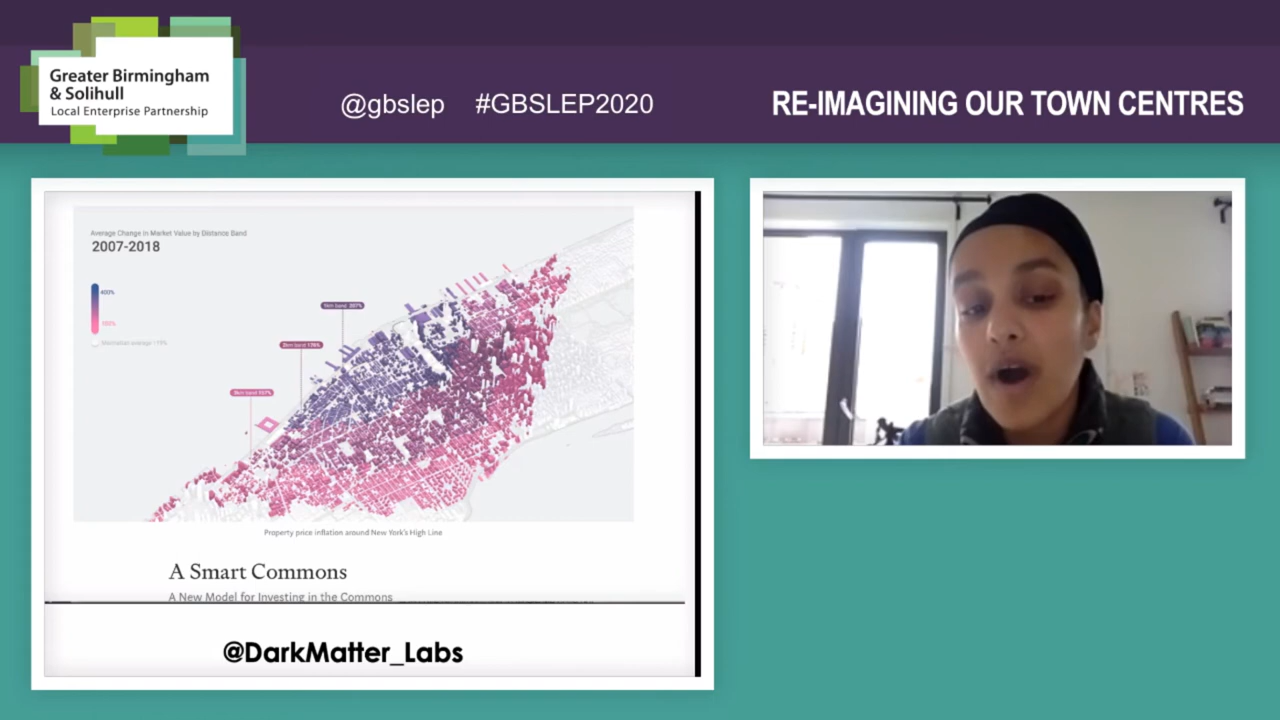 Greater Birmingham
& Solihull
Local Enterprise Partnership
@gbslep #GBSLEP2020
RE-IMAGINING OUR TOWN CENTRES
Average Change in Market Value by Distance Band
2007-2018
400%
100%
Property price inflation around New York's High Line
A Smart Commons
A New Model for Investing in the Commons
@DarkMatter_Labs